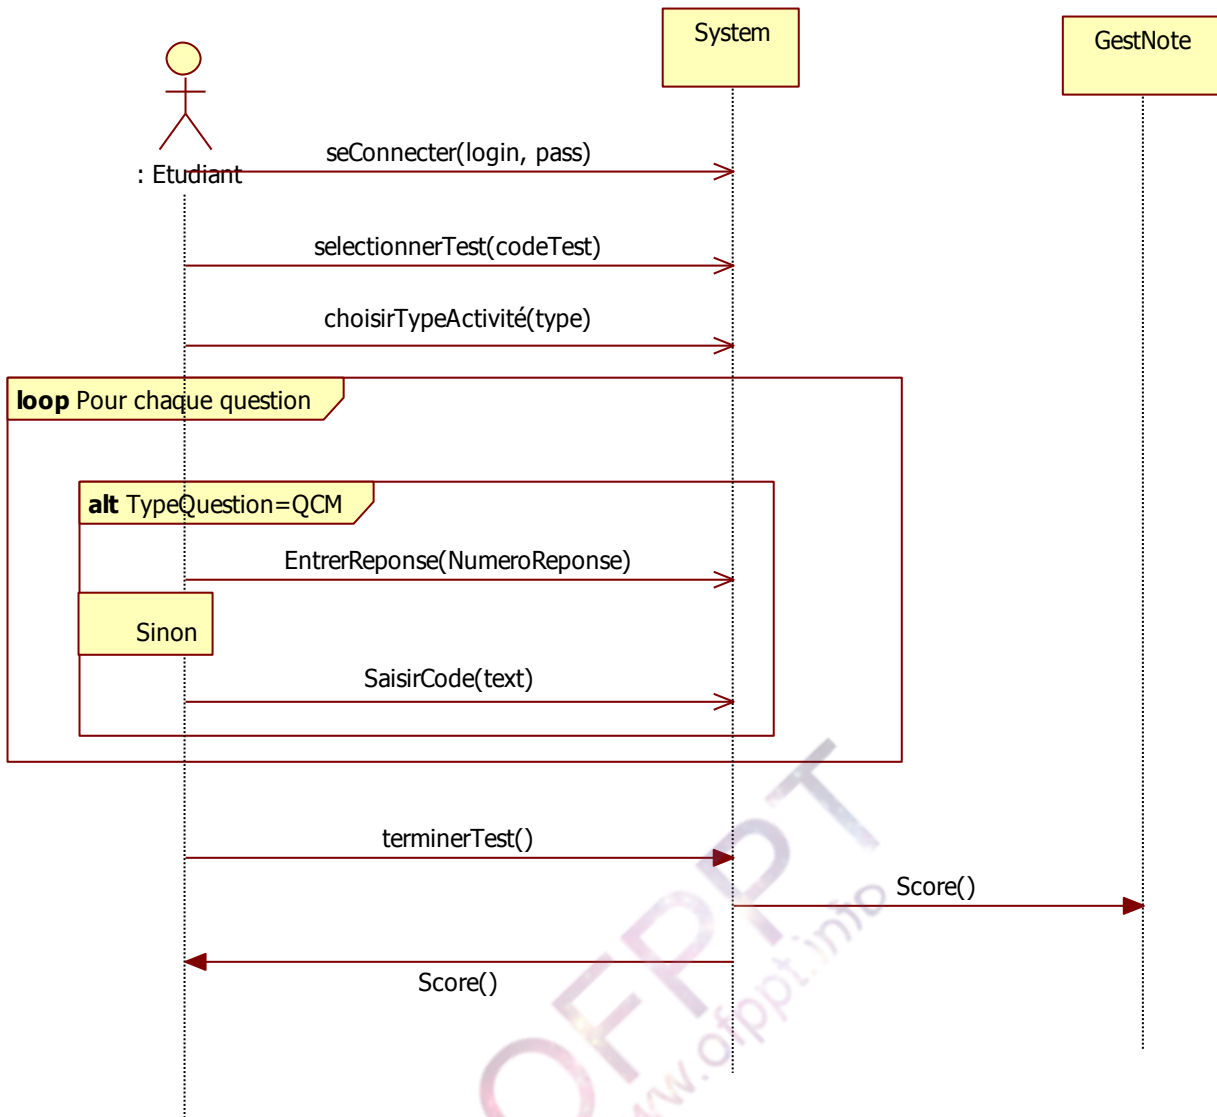 System
GestNote
: Etudiant
seConnecter(login, pass)
selectionnerTest(codeTest)
choisirTypeActivité(type)
loop Pour chaque question
alt TypeQuestion=QCM
EntrerReponse(NumeroReponse)
Sinon
SaisirCode(text)
terminerTest()
Score()
Score()
OFPPT
www.ofppt.info